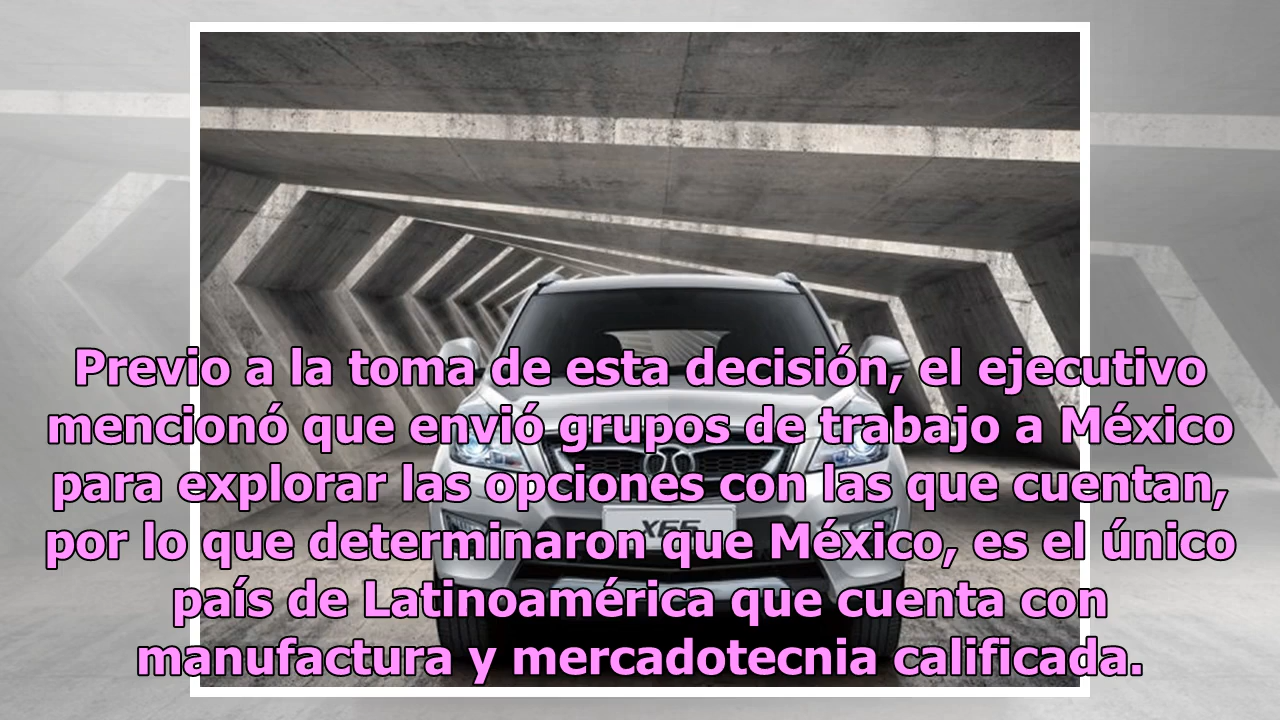 Previo a la toma de esta decisión, el ejecutivo
mencionó que envió grupos de trabajo a México
para explorar las opciones con las que cuentan,
por lo que determinaron que México, es el único
país de Latinoamérica que cuenta con
manufactura y mercadotecnia calificada.